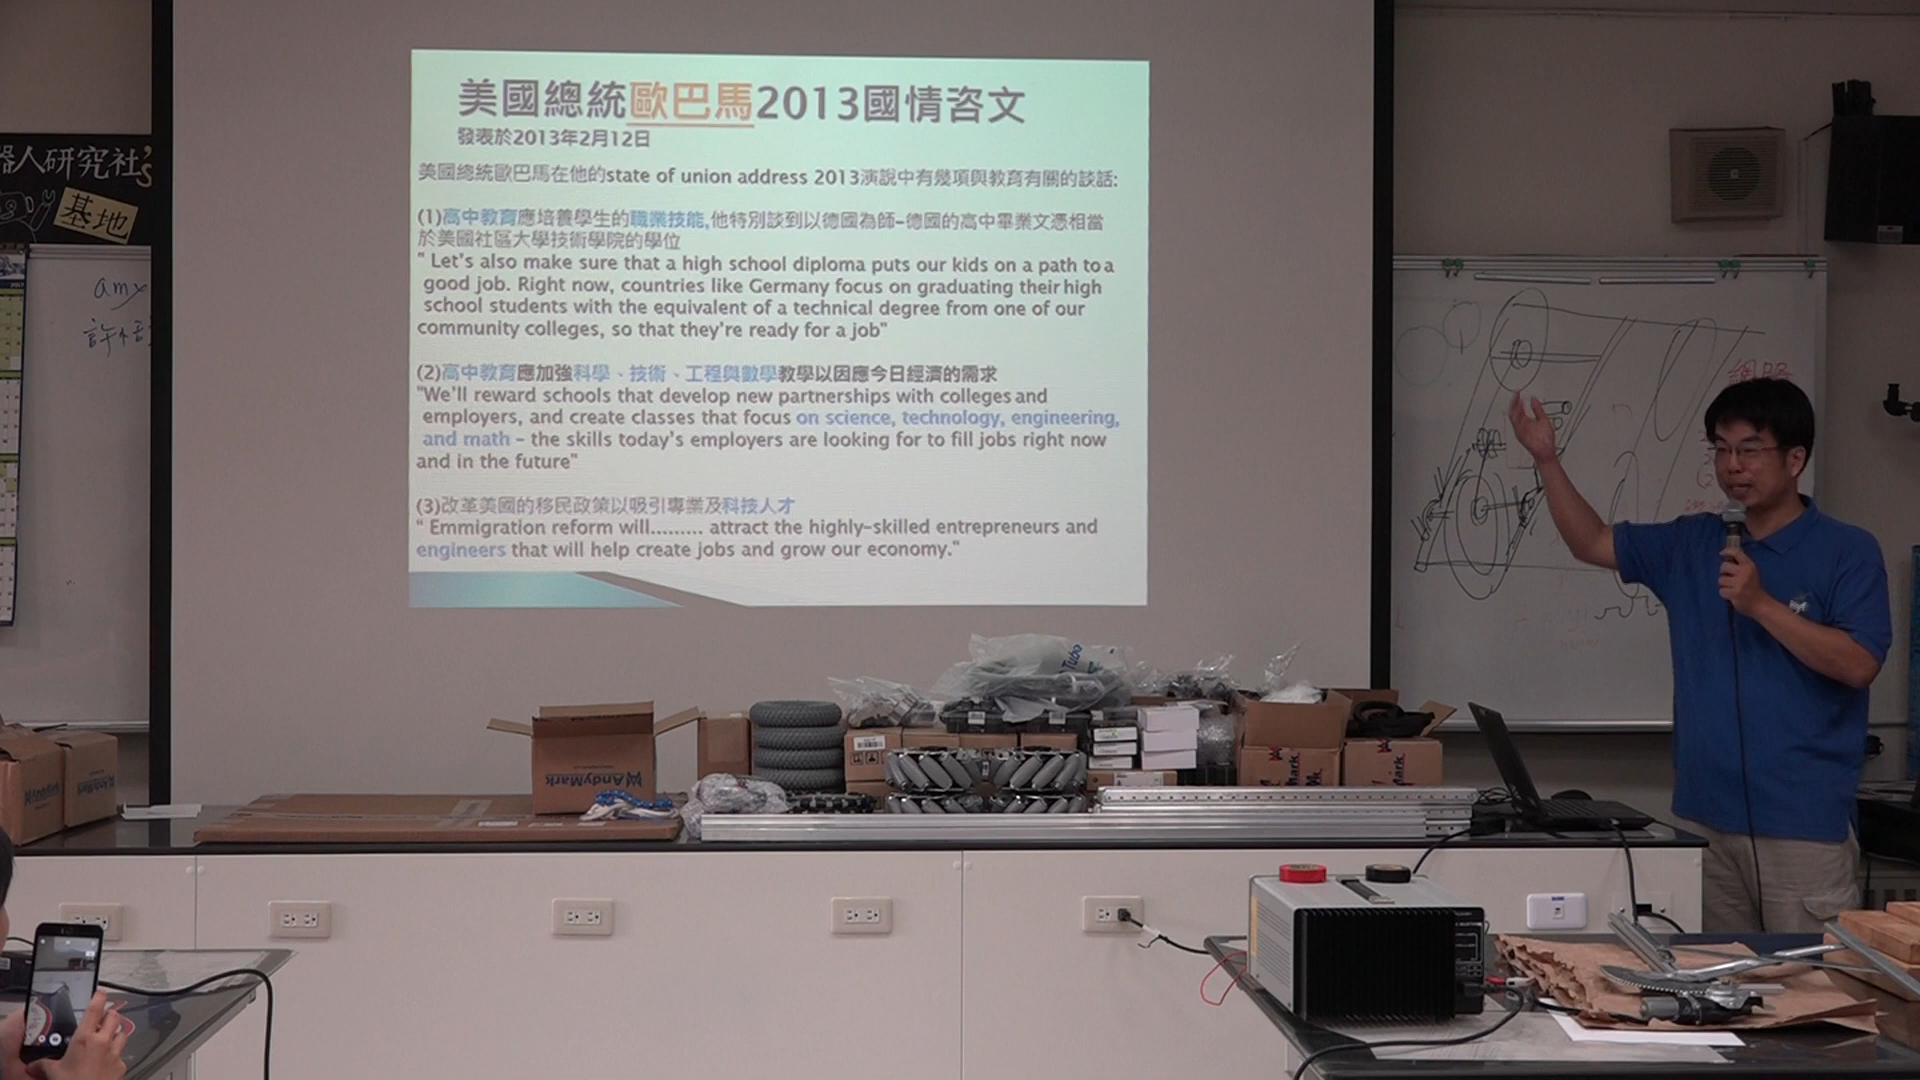 美國總統歐巴馬2013國情咨文
發表於2013年2月12日
美國總統歐巴馬在他的state of union address 2013演說中有幾項與教育有關的談話:
(1)高中教育應培養學生的職業技能,他特別談到以德國為師-德國的高中畢業文憑相當
於美國社區大學技術學院的學位
" Let's also make sure that a high school diploma puts our kids on a path to a
good job. Right now, countries like Germany focus on graduating their high
school students with the equivalent of a technical degree from one of our
community colleges, so that they're ready for a job"
(2)高中教育應加強科學、技術、工程與數學教學以因應今日經濟的需求
"We'll reward schools that develop new partnerships with colleges and
employers, and create classes that focus on science, technology, engineering,
and math - the skills today's employers are looking for to fill jobs right now
and in the future"
(3)改革美國的移民政策以吸引專業及科技人才
" Emmigration reform will......... attract the highly-skilled entrepreneurs and
engineers that will help create jobs and grow our economy."
器人研究社's
基地
amy
網路
Tubo
AndyMark
AndyMark
AndyMark
Mark
ark